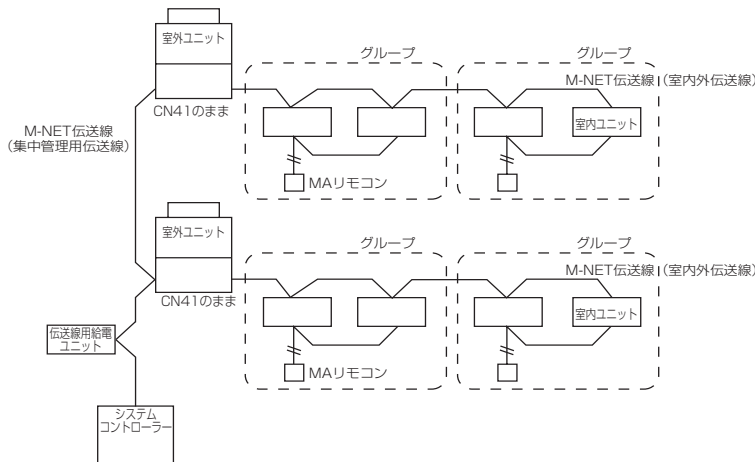 室外ユニット
CN41のまま
グループ
グループ
M-NET伝送線（室内外伝送線）
室内ユニット
MAリモコン
M-NET伝送線
（集中管理用伝送線）
室外ユニット
CN41のまま
グループ
グループ
M-NET伝送線（室内外伝送線）
室内ユニット
MAリモコン
伝送線用給電
ユニット
システム
コントローラー